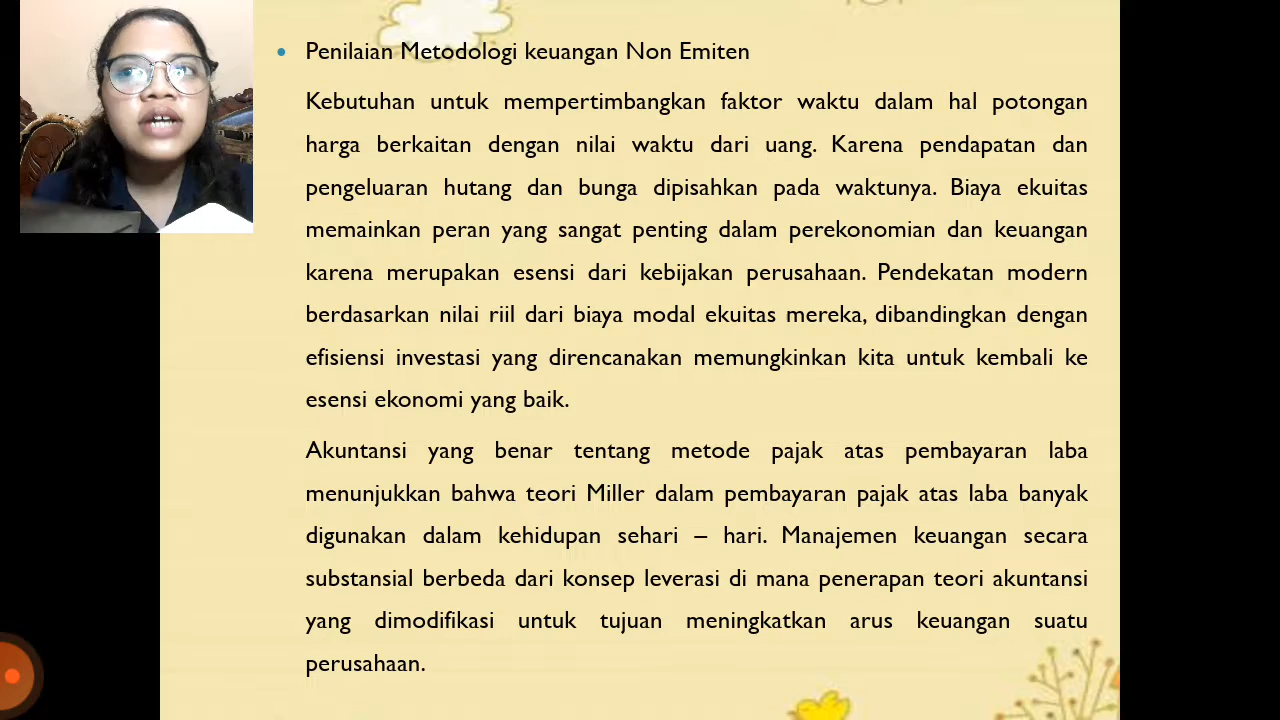 Penilaian Metodologi keuangan Non Emiten
Kebutuhan untuk mempertimbangkan faktor waktu dalam hal potongan
harga berkaitan dengan nilai waktu dari uang. Karena pendapatan dan
pengeluaran hutang dan bunga dipisahkan pada waktunya. Biaya ekuitas
memainkan peran yang sangat penting dalam perekonomian dan keuangan
karena merupakan esensi dari kebijakan perusahaan. Pendekatan modern
berdasarkan nilai riil dari biaya modal ekuitas mereka, dibandingkan dengan
efisiensi investasi yang direncanakan memungkinkan kita untuk kembali ke
esensi ekonomi yang baik.
Akuntansi yang benar tentang metode pajak atas pembayaran laba
menunjukkan bahwa teori Miller dalam pembayaran pajak atas laba banyak
digunakan dalam kehidupan sehari – hari. Manajemen keuangan secara
substansial berbeda dari konsep leverasi di mana penerapan teori akuntansi
yang dimodifikasi untuk tujuan meningkatkan arus keuangan suatu
perusahaan.